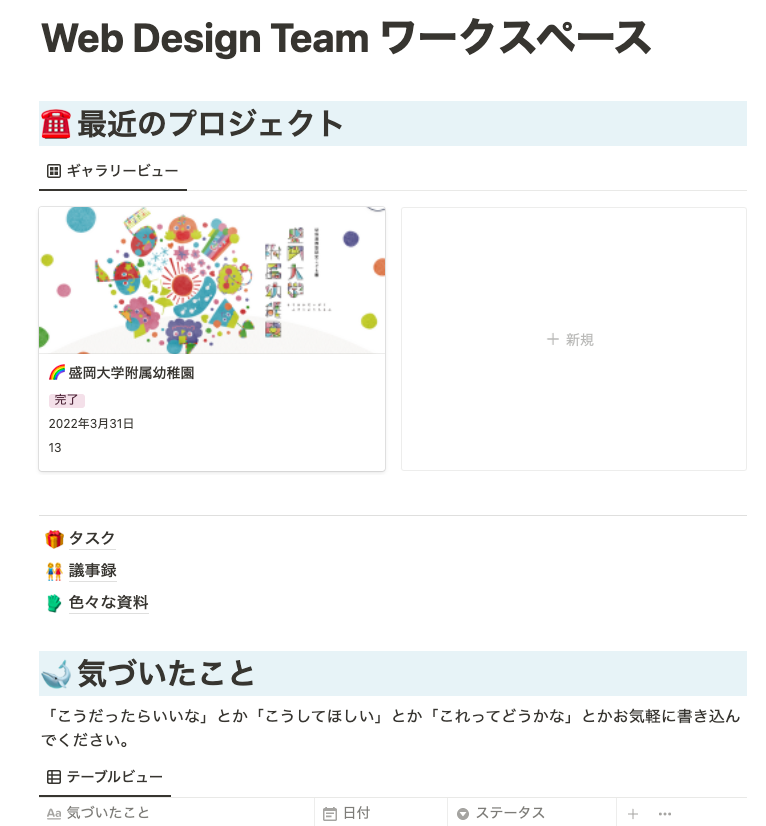 Web Design Team ワークスペース
最近のプロジェクト
ギャラリービュー
盛岡大学
附属幼稚園
盛岡大学附属幼稚園
完了
2022年3月31日
13
+ 新規
タスク
議事録
色々な資料
気づいたこと
「こうだったらいいな」とか「こうしてほしい」とか「これってどうかな」とかお気軽に書き込ん
でください。
テーブルビュー
Aa 気づいたこと 日付 ステータス + •••